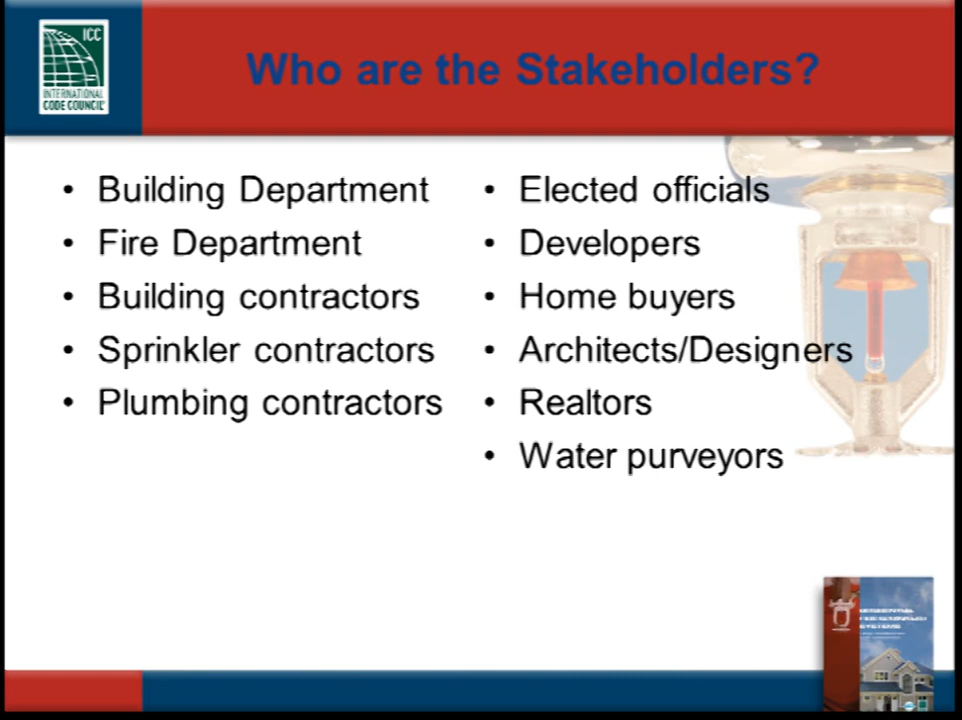 ICC
INTERNATIONAL
CODE COUNCIL
Who are the Stakeholders?
• Building Department
• Fire Department
• Building contractors
• Sprinkler contractors
• Plumbing contractors
• Elected officials
• Developers
• Home buyers
• Architects/Designers
• Realtors
• Water purveyors